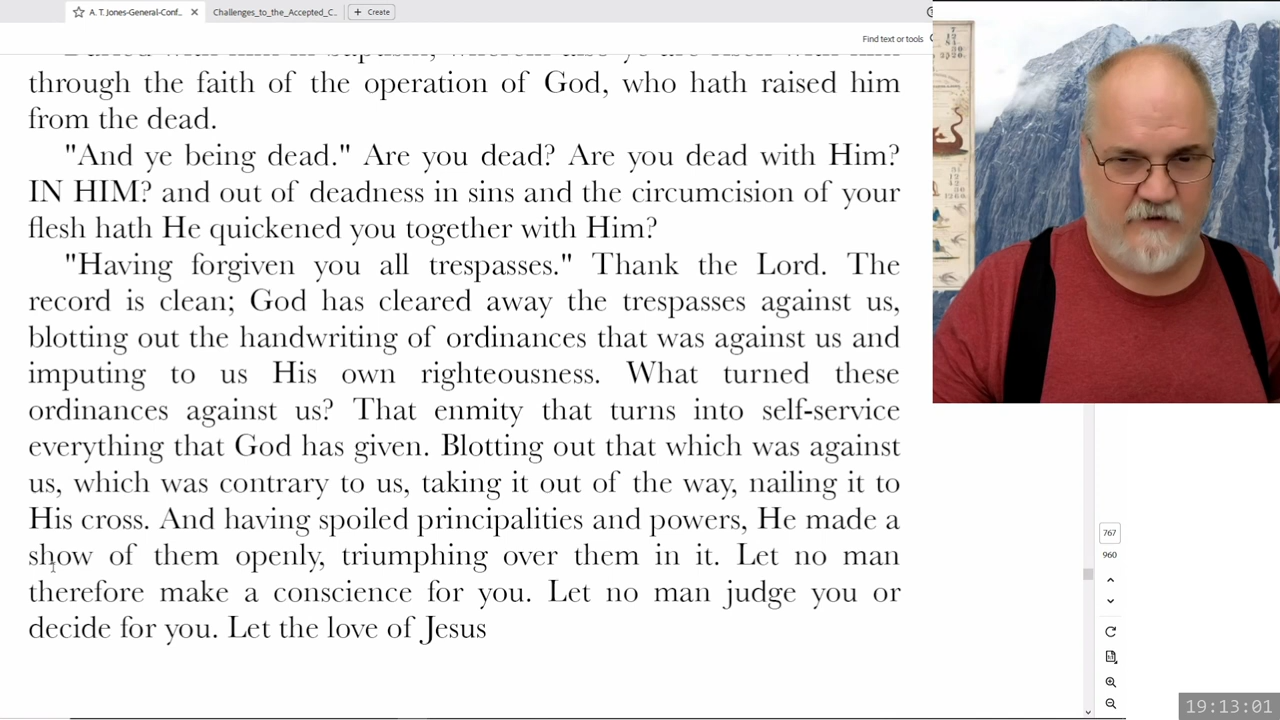 A. T. Jones-General-Conf...
Challenges_to_the_Accepted_C...
+ Create
Find text or tools
through the faith of the operation of God, who hath raised him
from the dead.
"And ye being dead." Are you dead? Are you dead with Him?
IN HIM? and out of deadness in sins and the circumcision of your
flesh hath He quickened you together with Him?
"Having forgiven you all trespasses." Thank the Lord. The
record is clean; God has cleared away the trespasses against us,
blotting out the handwriting of ordinances that was against us and
imputing to us His own righteousness. What turned these
ordinances against us? That enmity that turns into self-service
everything that God has given. Blotting out that which was against
us, which was contrary to us, taking it out of the way, nailing it to
His cross. And having spoiled principalities and powers, He made a
show of them openly, triumphing over them in it. Let no man
therefore make a conscience for you. Let no man judge you or
decide for you. Let the love of Jesus
767
960
19:13:01